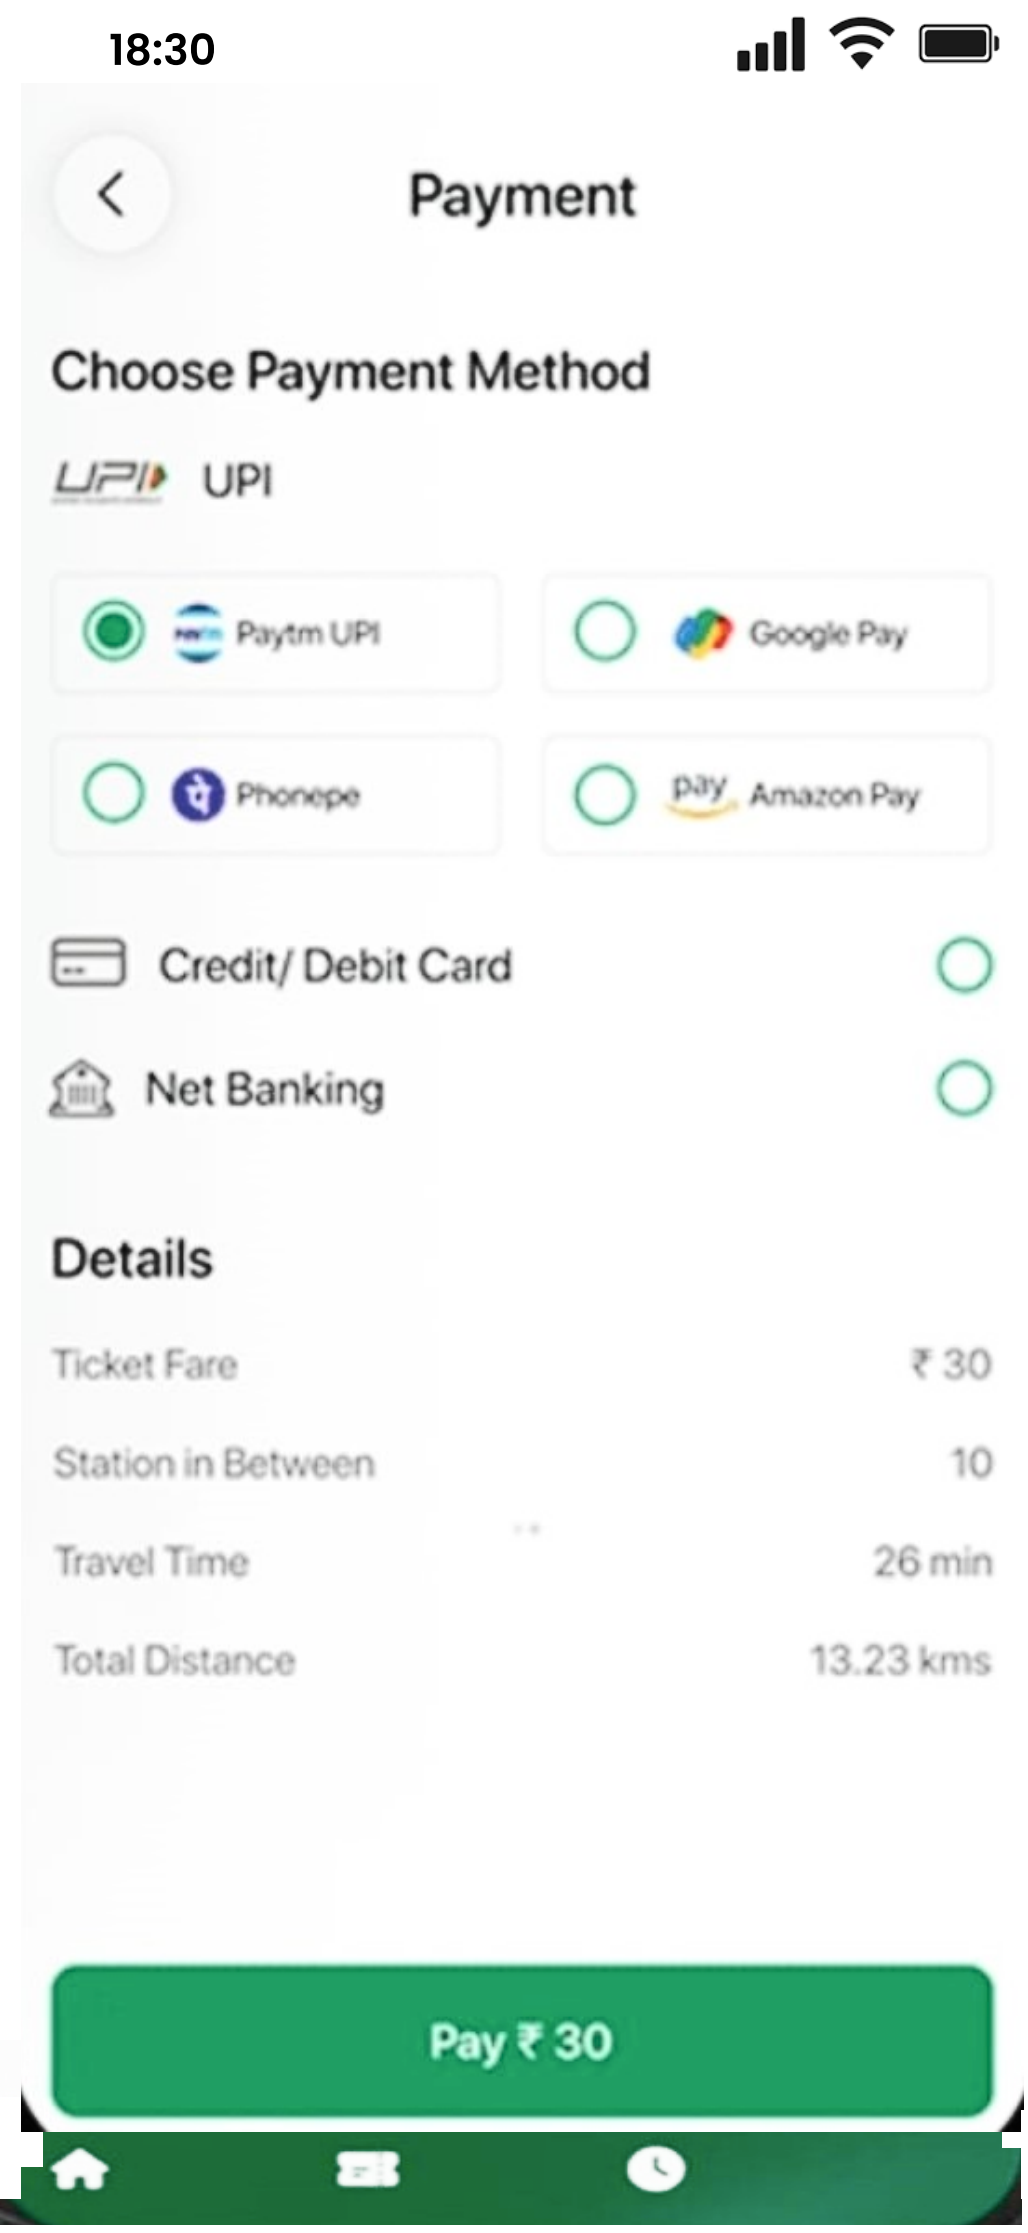 18:30
Payment
Choose Payment Method
UPI UPI
Paytm UPI
Google Pay
Phonepe
pay Amazon Pay
Credit/ Debit Card
Net Banking
Details
Ticket Fare ₹ 30
Station in Between 10
Travel Time 26 min
Total Distance 13.23 kms
Pay ₹ 30